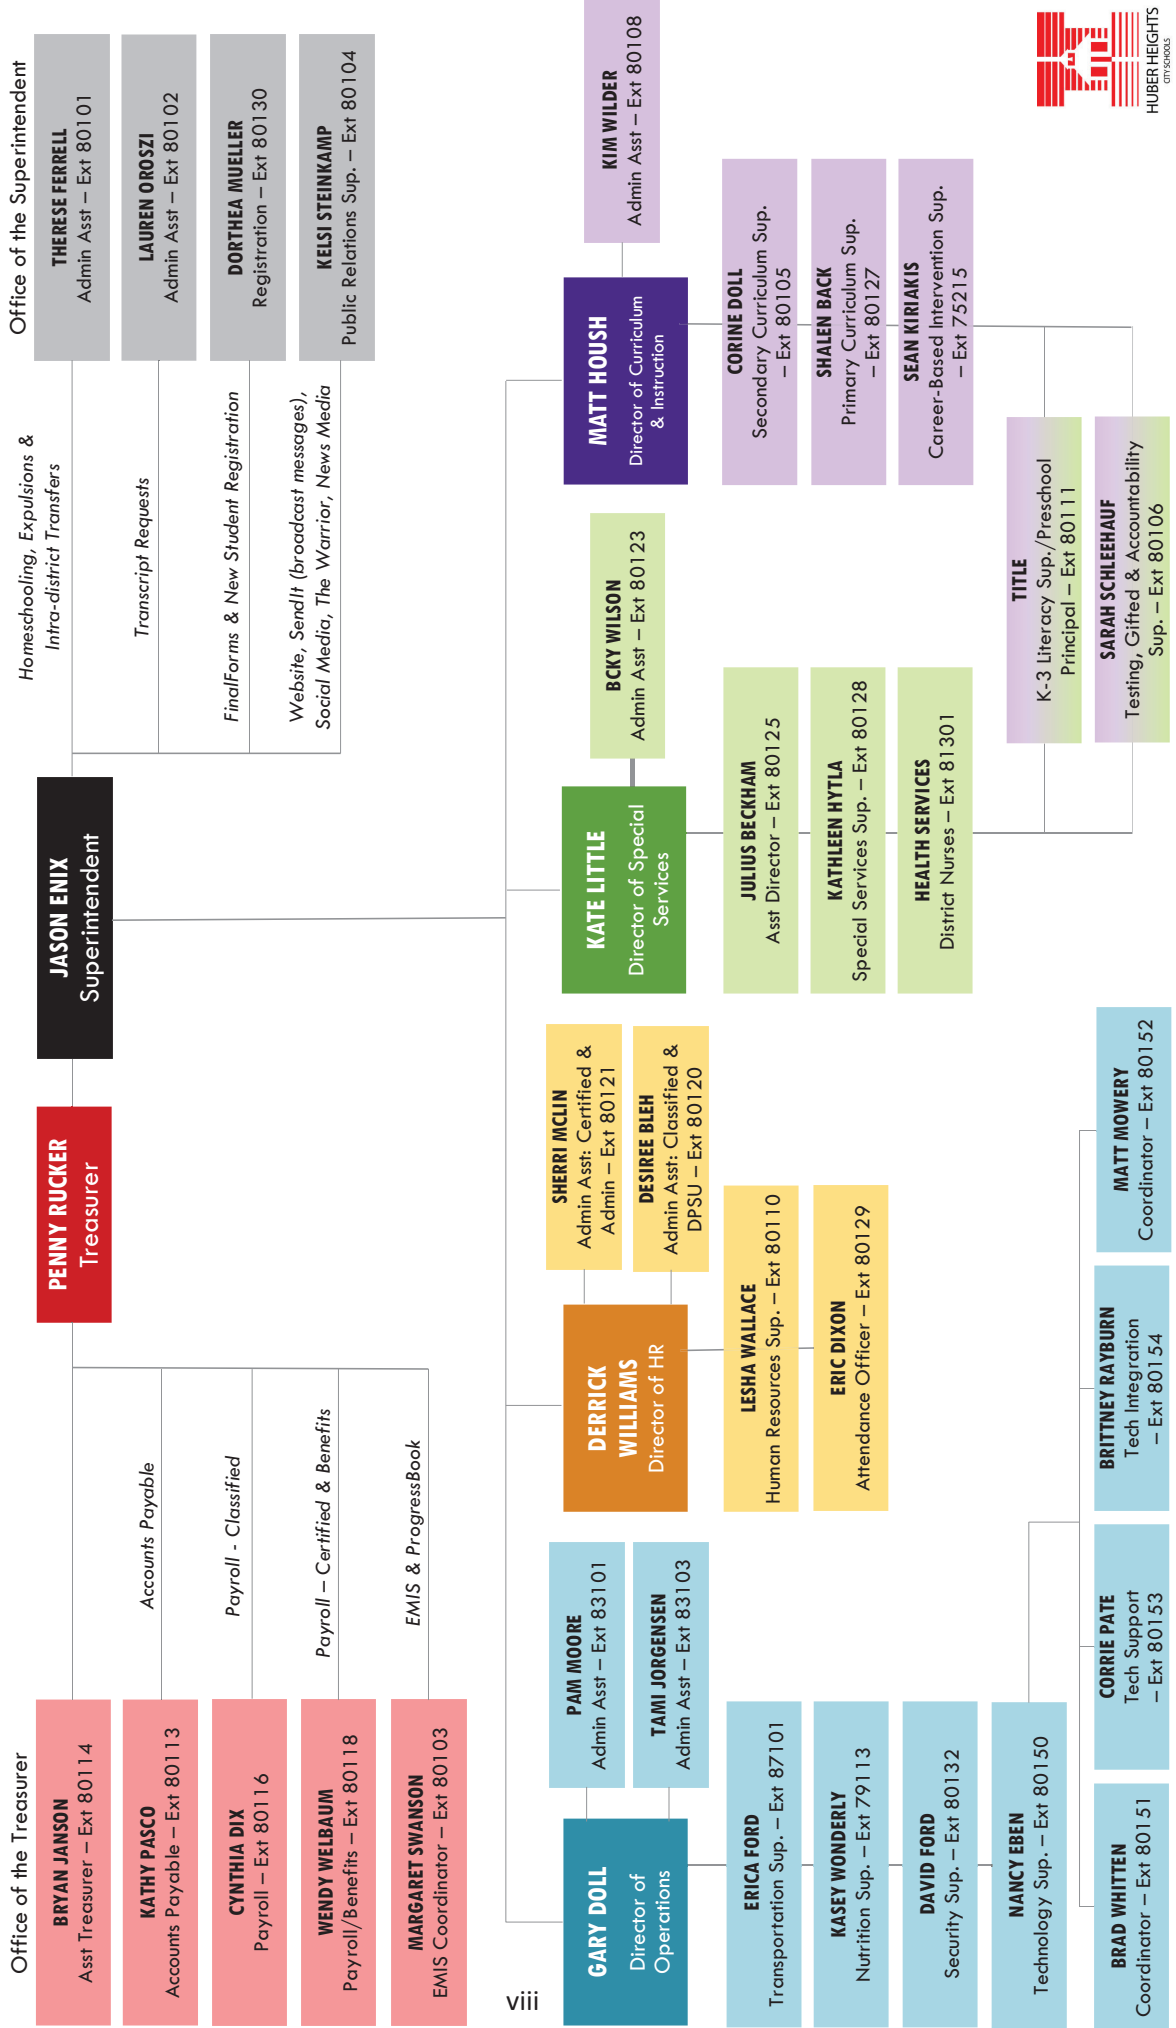 Office of the Treasurer
BRYAN JANSON
Asst Treasurer – Ext 80114
KATHY PASCO
Accounts Payable – Ext 80113
CYNTHIA DIX
Payroll – Ext 80116
WENDY WELBAUM
Payroll/Benefits – Ext 80118
MARGARET SWANSON
EMIS Coordinator – Ext 80103
Accounts Payable
Payroll - Classified
Payroll – Certified & Benefits
EMIS & ProgressBook
PENNY RUCKER
Treasurer
JASON ENIX
Superintendent
Homeschooling, Expulsions &
Intra-district Transfers
Transcript Requests
FinalForms & New Student Registration
Website, SendIt (broadcast messages),
Social Media, The Warrior, News Media
Office of the Superintendent
THERESE FERRELL
Admin Asst – Ext 80101
LAUREN OROSZI
Admin Asst – Ext 80102
DORTHEA MUELLER
Registration – Ext 80130
KELSI STEINKAMP
Public Relations Sup. – Ext 80104
GARY DOLL
Director of
Operations
PAM MOORE
Admin Asst – Ext 83101
TAMI JORGENSEN
Admin Asst – Ext 83103
ERICA FORD
Transportation Sup. – Ext 87101
KASEY WONDERLY
Nutrition Sup. – Ext 79113
DAVID FORD
Security Sup. – Ext 80132
NANCY EBEN
Technology Sup. – Ext 80150
BRAD WHITTEN
Coordinator – Ext 80151
CORRIE PATE
Tech Support
– Ext 80153
BRITTNEY RAYBURN
Tech Integration
– Ext 80154
MATT MOWERY
Coordinator – Ext 80152
DERRICK
WILLIAMS
Director of HR
SHERRI MCLIN
Admin Asst: Certified &
Admin – Ext 80121
DESIREE BLEH
Admin Asst: Classified &
DPSU – Ext 80120
LESHA WALLACE
Human Resources Sup. – Ext 80110
ERIC DIXON
Attendance Officer – Ext 80129
KATE LITTLE
Director of Special
Services
BCKY WILSON
Admin Asst – Ext 80123
JULIUS BECKHAM
Asst Director – Ext 80125
KATHLEEN HYTLA
Special Services Sup. – Ext 80128
HEALTH SERVICES
District Nurses – Ext 81301
MATT HOUSH
Director of Curriculum
& Instruction
KIM WILDER
Admin Asst – Ext 80108
CORINE DOLL
Secondary Curriculum Sup.
– Ext 80105
SHALEN BACK
Primary Curriculum Sup.
– Ext 80127
SEAN KIRIAKIS
Career-Based Intervention Sup.
– Ext 75215
TITLE
K-3 Literacy Sup./Preschool
Principal – Ext 80111
SARAH SCHLEEHAUF
Testing, Gifted & Accountability
Sup. – Ext 80106
HUBER HEIGHTS
CITY SCHOOLS
viii